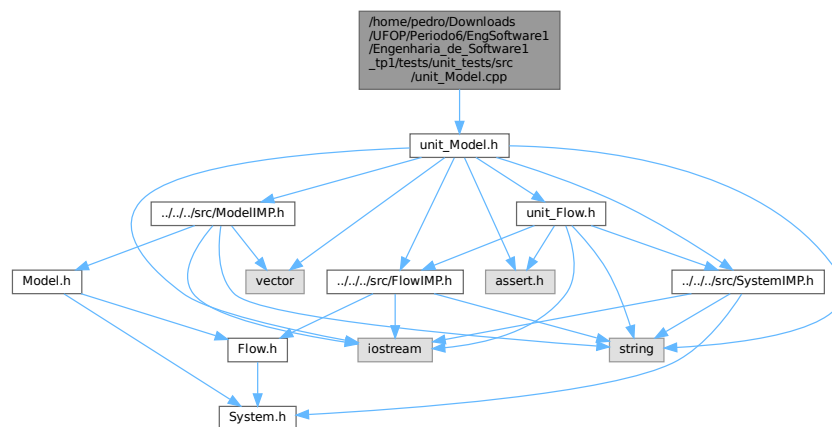 /home/pedro/Downloads
/UFOP/Periodo6/EngSoftware1
/Engenharia_de_Software1
_tp1/tests/unit_tests/src
/unit_Model.cpp
unit_Model.h
../../../src/ModelIMP.h
unit_Flow.h
Model.h
vector
../../../src/FlowIMP.h
assert.h
../../../src/SystemIMP.h
Flow.h
iostream
string
System.h